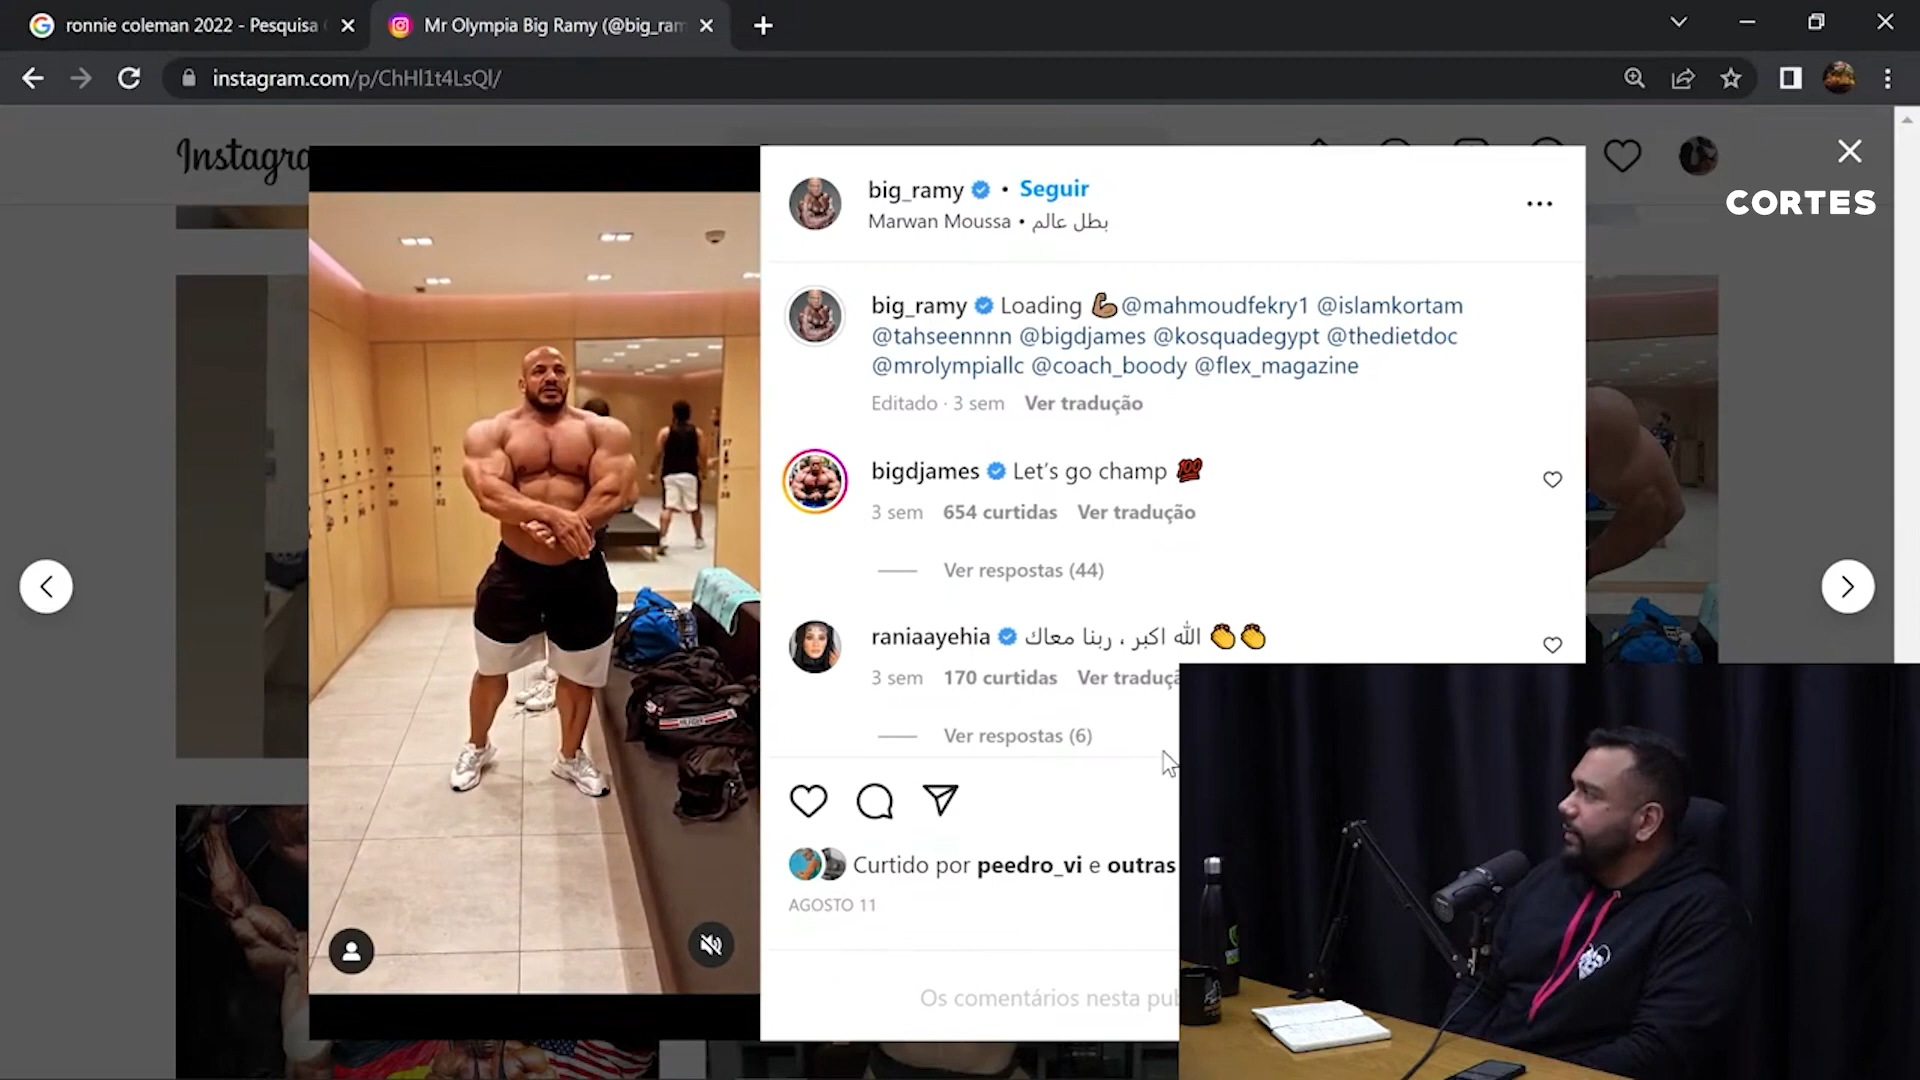 ronnie coleman 2022 - Pesquisa
Mr Olympia Big Ramy (@big_ram
instagram.com/p/ChHl1t4LsQl/
Instagra
CORTES
big_ramy • Seguir
Marwan Moussa • بطل عالم
big_ramy Loading 💪🏾@mahmoudfekry1 @islamkortam
@tahseennnn @bigdjames @kosquadegypt @thedietdoc
@mrolympiallc @coach_boody @flex_magazine
Editado · 3 sem Ver tradução
bigdjames Let’s go champ 💯
3 sem 654 curtidas Ver tradução
Ver respostas (44)
raniaayehia الله اكبر ، ربنا معاك 👏👏
3 sem 170 curtidas Ver traduçã
Ver respostas (6)
Curtido por peedro_vi e outras
AGOSTO 11
Os comentários nesta pub